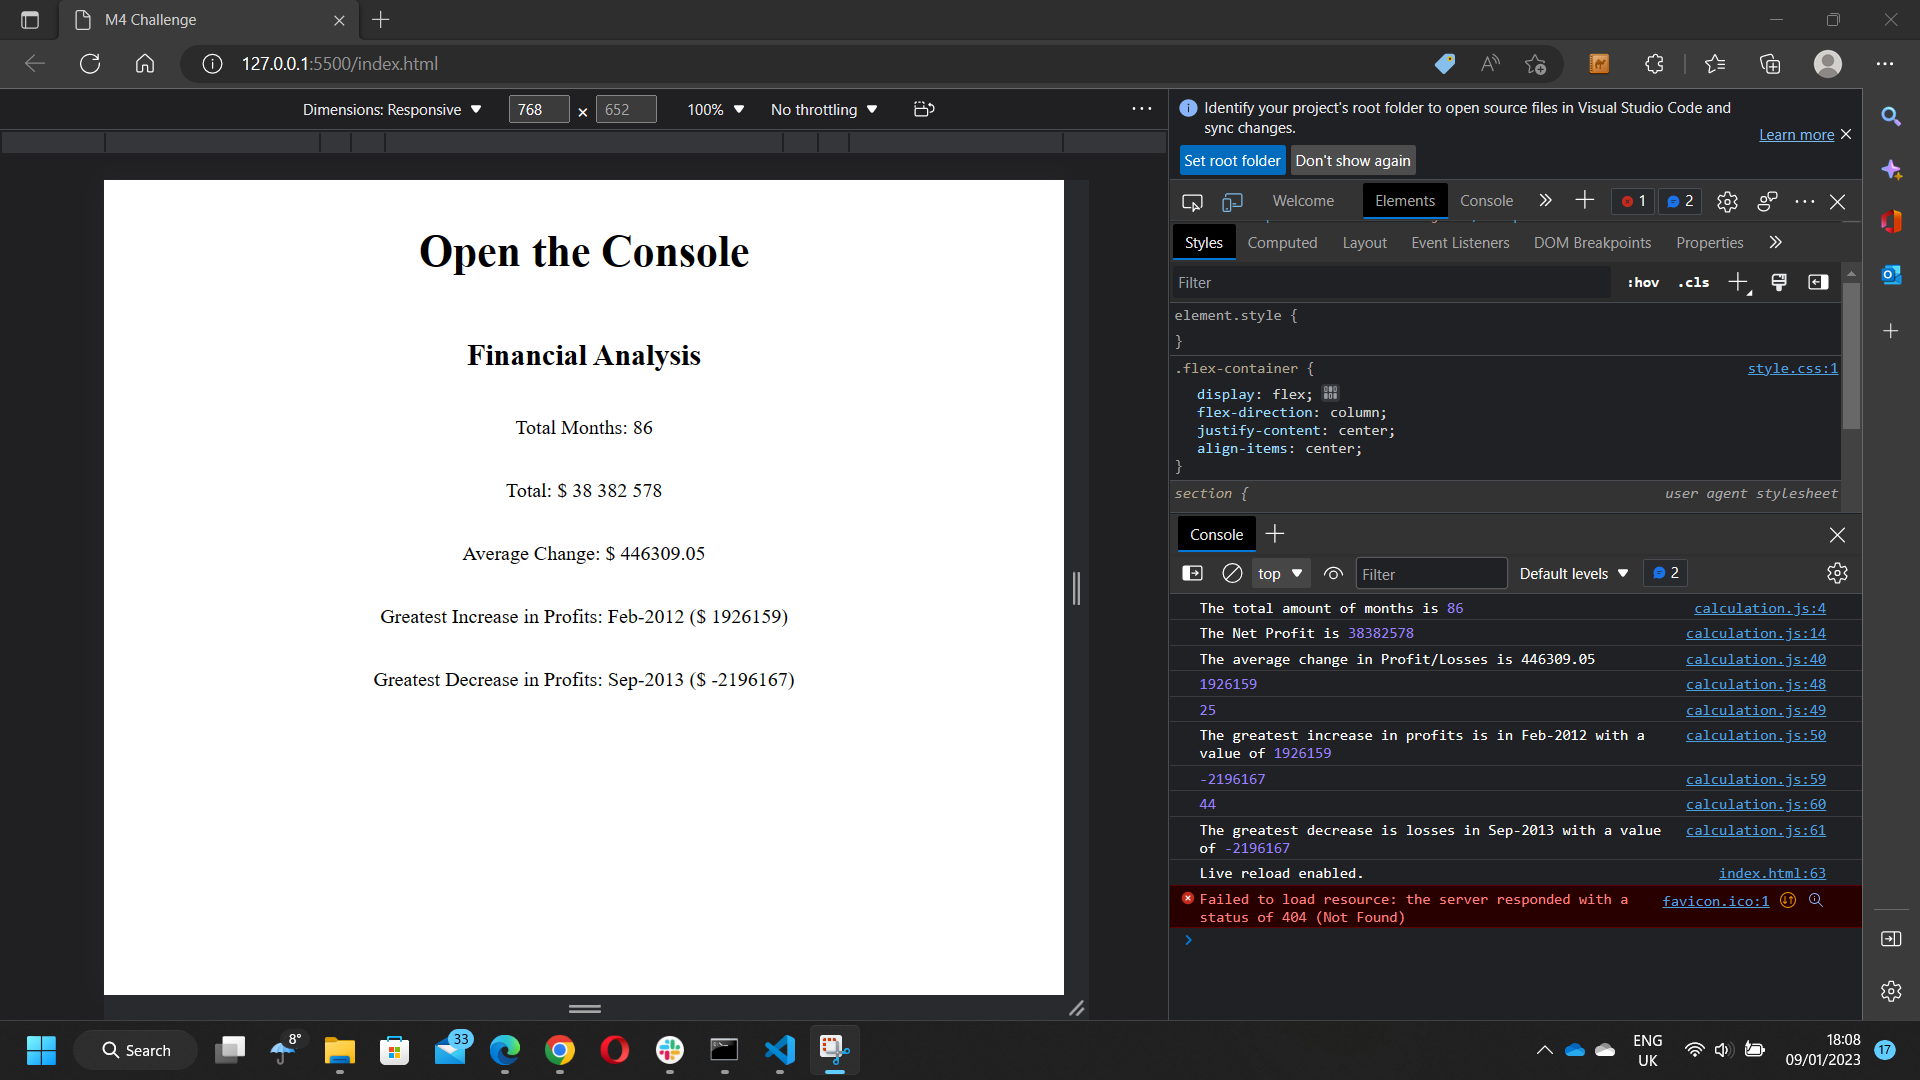 M4 Challenge
127.0.0.1:5500/index.html
Dimensions: Responsive
768
×
652
100%
No throttling
Identify your project's root folder to open source files in Visual Studio Code and
sync changes.
Learn more
Set root folder
Don't show again
Welcome
Elements
Console
1
2
Styles
Computed
Layout
Event Listeners
DOM Breakpoints
Properties
Filter
:hov
.cls
element.style {
}
.flex-container {
style.css:1
display: flex;
flex-direction: column;
justify-content: center;
align-items: center;
}
section {
user agent stylesheet
Open the Console
Financial Analysis
Total Months: 86
Total: $ 38 382 578
Average Change: $ 446309.05
Greatest Increase in Profits: Feb-2012 ($ 1926159)
Greatest Decrease in Profits: Sep-2013 ($ -2196167)
Console
top
Filter
Default levels
2
The total amount of months is 86
calculation.js:4
The Net Profit is 38382578
calculation.js:14
The average change in Profit/Losses is 446309.05
calculation.js:40
1926159
calculation.js:48
25
calculation.js:49
The greatest increase in profits is in Feb-2012 with a
value of 1926159
calculation.js:50
-2196167
calculation.js:59
44
calculation.js:60
The greatest decrease is losses in Sep-2013 with a value
of -2196167
calculation.js:61
Live reload enabled.
index.html:63
Failed to load resource: the server responded with a
status of 404 (Not Found)
favicon.ico:1
Search
8°
33
ENG
UK
18:08
09/01/2023
17